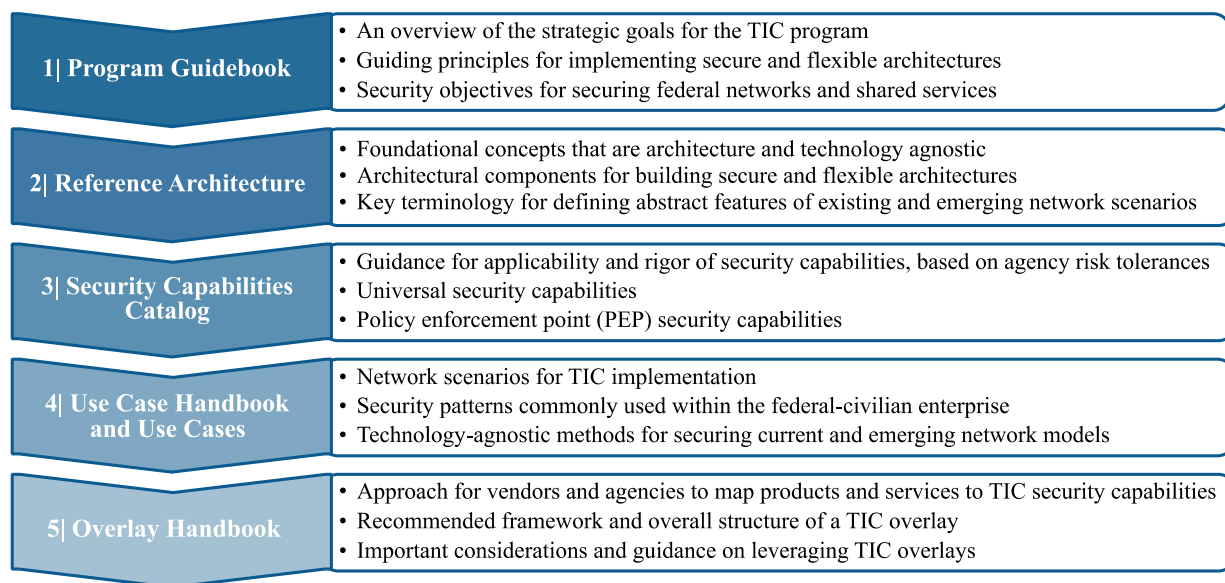 1| Program Guidebook
• An overview of the strategic goals for the TIC program
• Guiding principles for implementing secure and flexible architectures
• Security objectives for securing federal networks and shared services
2| Reference Architecture
• Foundational concepts that are architecture and technology agnostic
• Architectural components for building secure and flexible architectures
• Key terminology for defining abstract features of existing and emerging network scenarios
3| Security Capabilities
Catalog
• Guidance for applicability and rigor of security capabilities, based on agency risk tolerances
• Universal security capabilities
• Policy enforcement point (PEP) security capabilities
4| Use Case Handbook
and Use Cases
• Network scenarios for TIC implementation
• Security patterns commonly used within the federal-civilian enterprise
• Technology-agnostic methods for securing current and emerging network models
5| Overlay Handbook
• Approach for vendors and agencies to map products and services to TIC security capabilities
• Recommended framework and overall structure of a TIC overlay
• Important considerations and guidance on leveraging TIC overlays